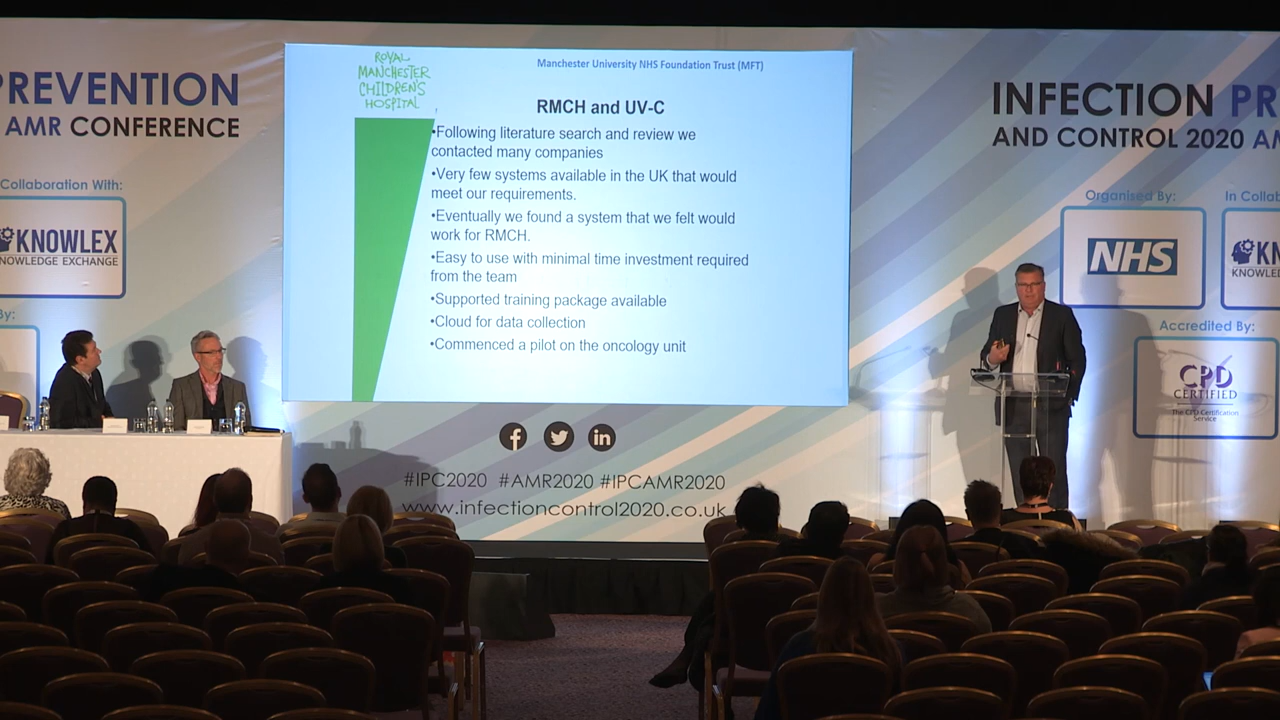 PREVENTION
AMR CONFERENCE
Collaboration With:
KNOWLEX
KNOWLEDGE EXCHANGE
By:
ROYAL
MANCHESTER
CHILDREN'S
HOSPITAL
Manchester University NHS Foundation Trust (MFT)
RMCH and UV-C
•Following literature search and review we
contacted many companies
•Very few systems available in the UK that would
meet our requirements.
•Eventually we found a system that we felt would
work for RMCH.
•Easy to use with minimal time investment required
from the team
•Supported training package available
•Cloud for data collection
•Commenced a pilot on the oncology unit
#IPC2020 #AMR2020 #IPCAMR2020
www.infectioncontrol2020.co.uk
INFECTION PR
AND CONTROL 2020 AM
Organised By:
NHS
In Collab
KN
KNOWLE
Accredited By:
CPD
CERTIFIED
The CPD Certification
Service